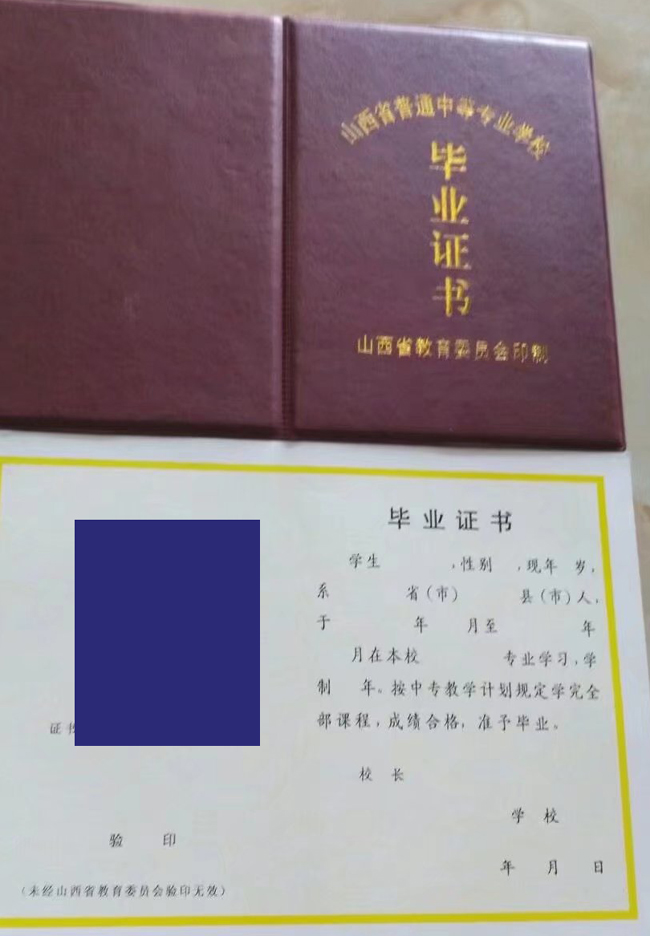 山西省普通中等专业学校
毕业证书
山西省教育委员会印制
毕业证书
学生 ,性别 ,现年 岁,
系 省(市) 县(市)人,
于 年 月至 年
月在本校 专业学习,学
制 年。按中专教学计划规定学完全
部课程,成绩合格,准予毕业。
校 长
学 校
年 月 日
证书
验 印
(未经山西省教育委员会验印无效)